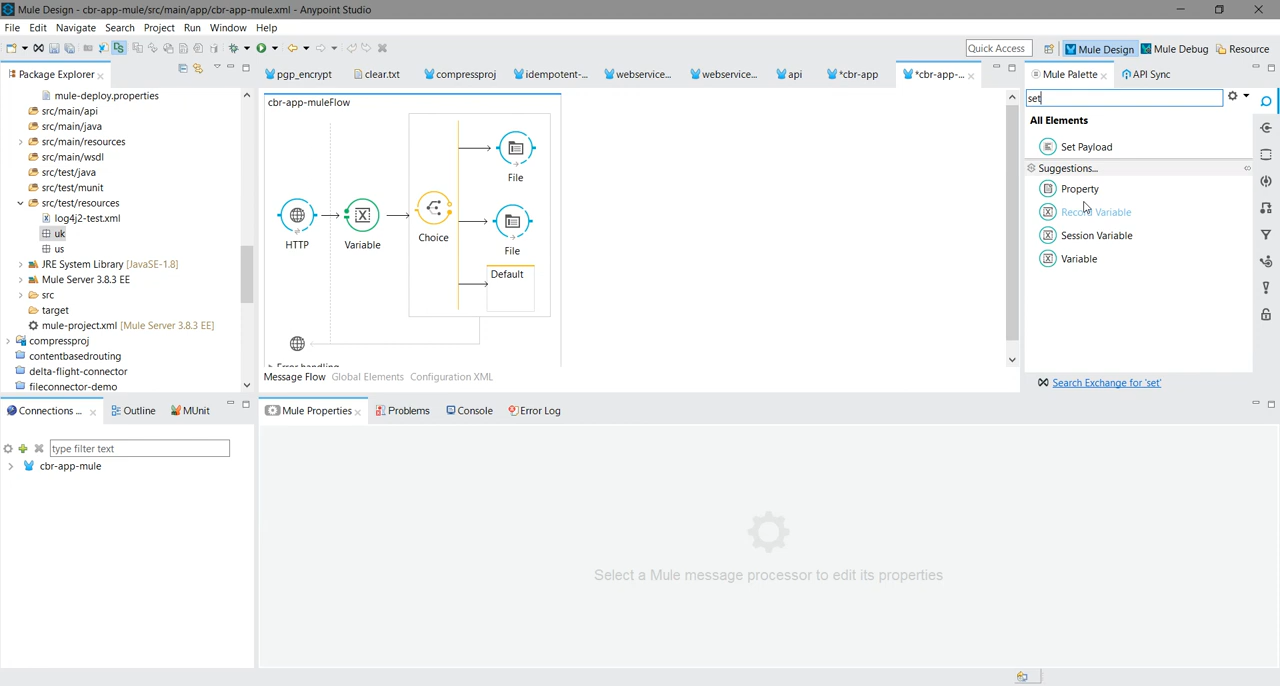 Mule Design - cbr-app-mule/src/main/app/cbr-app-mule.xml - Anypoint Studio
File Edit Navigate Search Project Run Window Help
Quick Access
Mule Design
Mule Debug
Resource
Package Explorer
mule-deploy.properties
src/main/api
src/main/java
src/main/resources
src/main/wsdl
src/test/java
src/test/munit
src/test/resources
log4j2-test.xml
uk
us
JRE System Library [JavaSE-1.8]
Mule Server 3.8.3 EE
src
target
mule-project.xml [Mule Server 3.8.3 EE]
compressproj
contentbasedrouting
delta-flight-connector
fileconnector-demo
pgp_encrypt
clear.txt
compressproj
idempotent-...
webservice...
webservice...
api
*cbr-app
*cbr-app-...
cbr-app-muleFlow
HTTP
Variable
Choice
File
File
Default
Message Flow Global Elements Configuration XML
Mule Palette
API Sync
set
All Elements
Set Payload
Suggestions...
Property
Record Variable
Session Variable
Variable
Search Exchange for 'set'
Connections ...
Outline
MUnit
type filter text
cbr-app-mule
Mule Properties
Problems
Console
Error Log
Select a Mule message processor to edit its properties